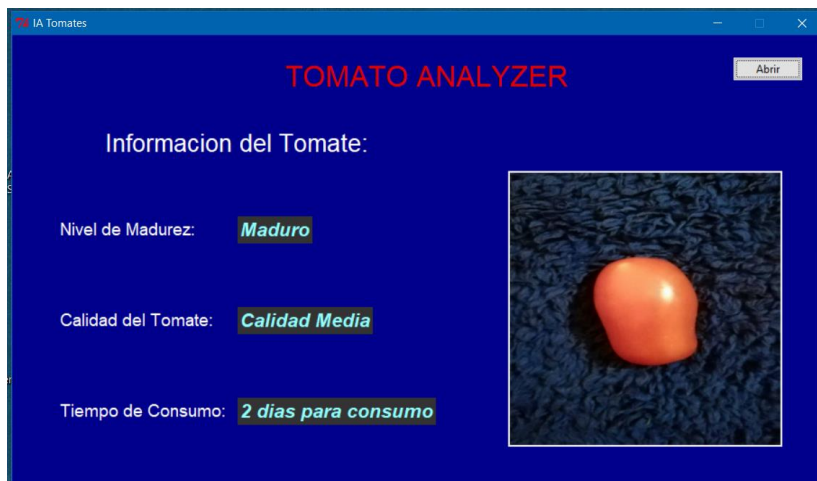 IA Tomates
TOMATO ANALYZER
Abrir
Informacion del Tomate:
Nivel de Madurez: Maduro
Calidad del Tomate: Calidad Media
Tiempo de Consumo: 2 dias para consumo